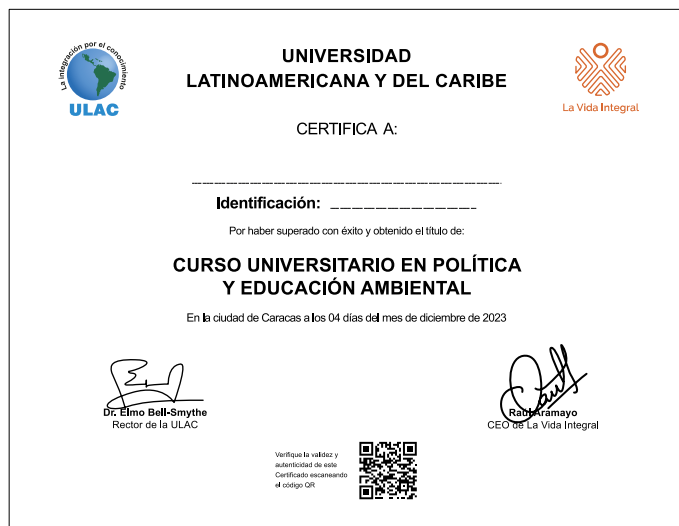 La integración por el conocimiento
ULAC
UNIVERSIDAD
LATINOAMERICANA Y DEL CARIBE
La Vida Integral
CERTIFICA A:
Identificación:
Por haber superado con éxito y obtenido el título de:
CURSO UNIVERSITARIO EN POLÍTICA
Y EDUCACIÓN AMBIENTAL
En la ciudad de Caracas a los 04 días del mes de diciembre de 2023
Dr. Elmo Bell-Smythe
Rector de la ULAC
Raúl Aramayo
CEO de La Vida Integral
Verifique la validez y
autenticidad de este
Certificado escaneando
el código QR